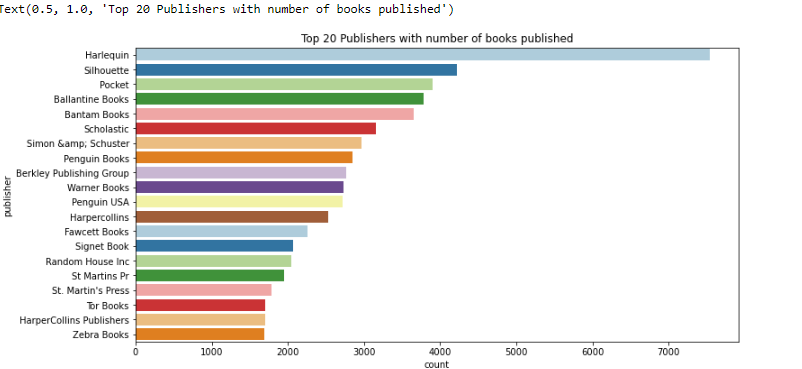 Text(0.5, 1.0, 'Top 20 Publishers with number of books published')
Top 20 Publishers with number of books published
Harlequin
Silhouette
Pocket
Ballantine Books
Bantam Books
Scholastic
Simon &amp; Schuster
Penguin Books
Berkley Publishing Group
Warner Books
Penguin USA
Harpercollins
Fawcett Books
Signet Book
Random House Inc
St Martins Pr
St. Martin's Press
Tor Books
HarperCollins Publishers
Zebra Books
publisher
0 1000 2000 3000 4000 5000 6000 7000
count